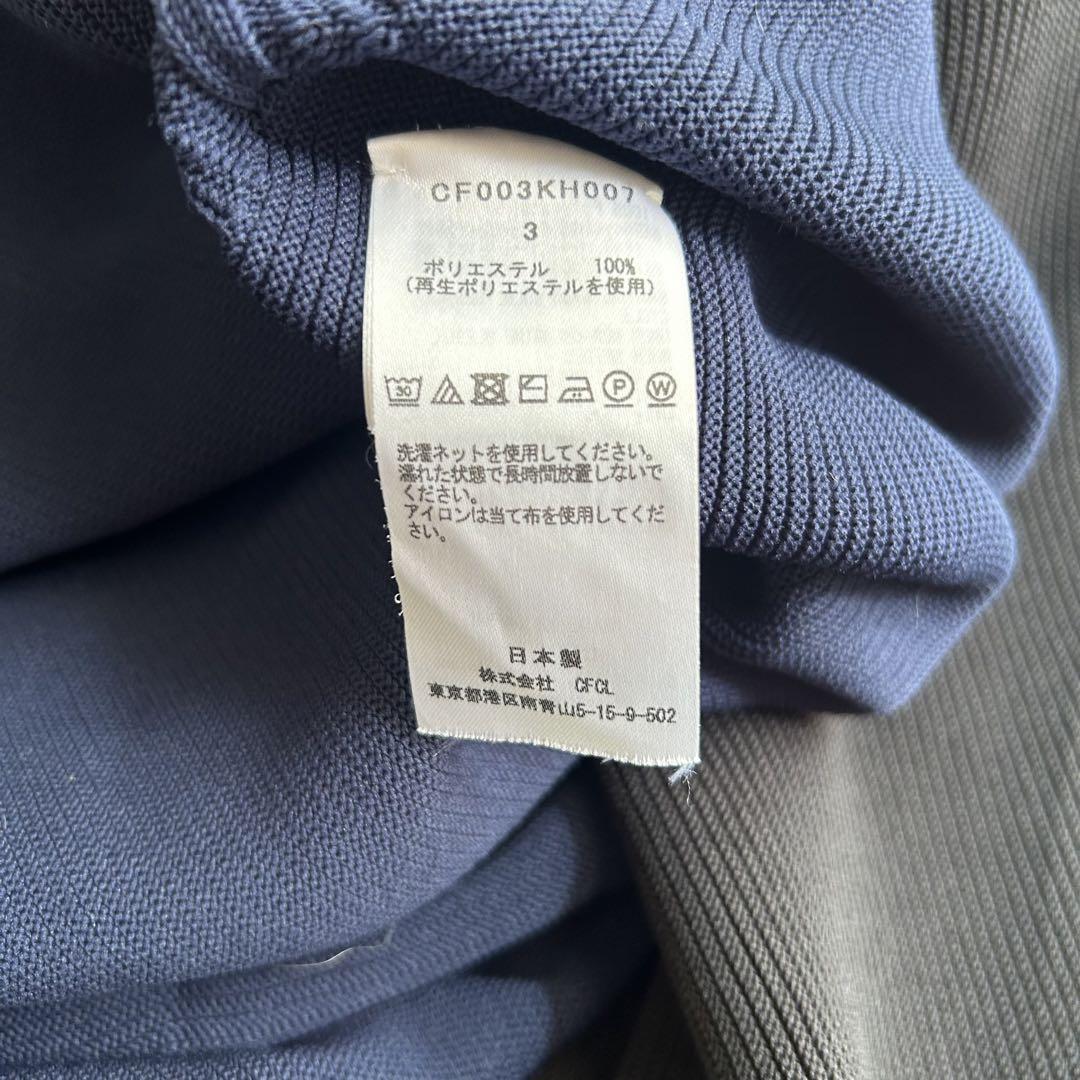 CF003KH007
3
ポリエステル 100%
(再生ポリエステルを使用)
30 P W
洗濯ネットを使用してください。
濡れた状態で長時間放置しないで
ください。
アイロンは当て布を使用してくだ
さい。
日本製
株式会社 CFCL
東京都港区南青山5-15-9-502